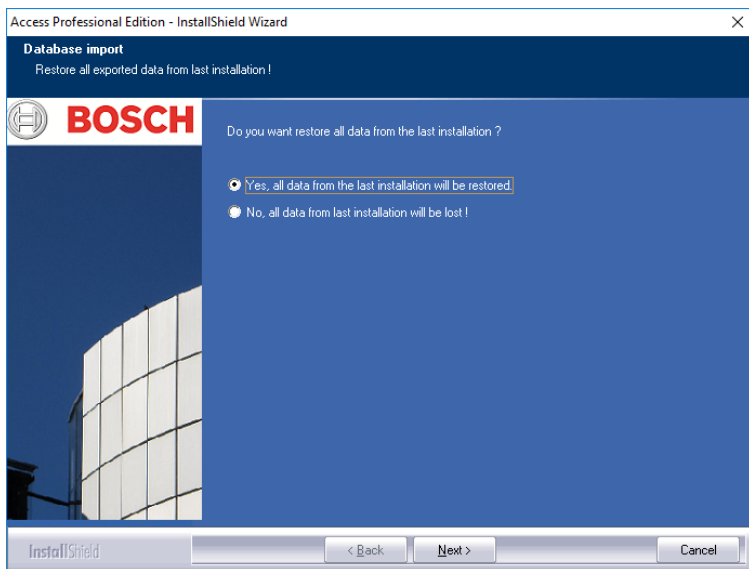 Access Professional Edition - InstallShield Wizard
Database import
Restore all exported data from last installation !
BOSCH
Do you want restore all data from the last installation ?
Yes, all data from the last installation will be restored.
No, all data from last installation will be lost !
InstallShield
< Back
Next >
Cancel